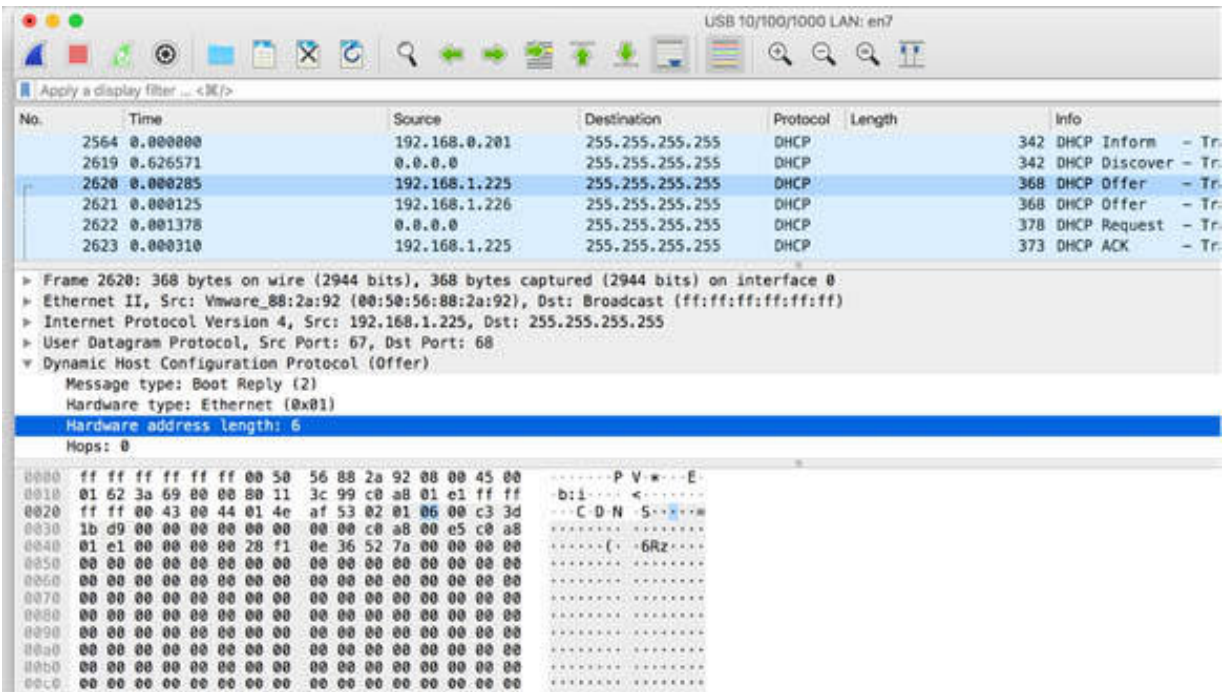 USB 10/100/1000 LAN: en7
Apply a display filter ... <⌘/>
No. Time Source Destination Protocol Length Info
2564 0.000000 192.168.0.201 255.255.255.255 DHCP 342 DHCP Inform - Tr
2619 0.626571 0.0.0.0 255.255.255.255 DHCP 342 DHCP Discover - Tr
2620 0.000285 192.168.1.225 255.255.255.255 DHCP 368 DHCP Offer - Tr
2621 0.000125 192.168.1.226 255.255.255.255 DHCP 368 DHCP Offer - Tr
2622 0.001378 0.0.0.0 255.255.255.255 DHCP 378 DHCP Request - Tr
2623 0.000310 192.168.1.225 255.255.255.255 DHCP 373 DHCP ACK - Tr
Frame 2620: 368 bytes on wire (2944 bits), 368 bytes captured (2944 bits) on interface 0
Ethernet II, Src: Vmware_88:2a:92 (00:50:56:88:2a:92), Dst: Broadcast (ff:ff:ff:ff:ff:ff)
Internet Protocol Version 4, Src: 192.168.1.225, Dst: 255.255.255.255
User Datagram Protocol, Src Port: 67, Dst Port: 68
Dynamic Host Configuration Protocol (Offer)
Message type: Boot Reply (2)
Hardware type: Ethernet (0x01)
Hardware address length: 6
Hops: 0
0000 ff ff ff ff ff ff 00 50 56 88 2a 92 08 00 45 00 ·······P V·*···E·
0010 01 62 3a 69 00 00 80 11 3c 99 c0 a8 01 e1 ff ff ·b:i···· <·······
0020 ff ff 00 43 00 44 01 4e af 53 02 01 06 00 c3 3d ···C·D·N ·S·····=
0030 1b d9 00 00 00 00 00 00 00 00 c0 a8 00 e5 c0 a8 ········ ········
0040 01 e1 00 00 00 00 28 f1 0e 36 52 7a 00 00 00 00 ······(· ·6Rz····
0050 00 00 00 00 00 00 00 00 00 00 00 00 00 00 00 00 ········ ········
0060 00 00 00 00 00 00 00 00 00 00 00 00 00 00 00 00 ········ ········
0070 00 00 00 00 00 00 00 00 00 00 00 00 00 00 00 00 ········ ········
0080 00 00 00 00 00 00 00 00 00 00 00 00 00 00 00 00 ········ ········
0090 00 00 00 00 00 00 00 00 00 00 00 00 00 00 00 00 ········ ········
00a0 00 00 00 00 00 00 00 00 00 00 00 00 00 00 00 00 ········ ········
00b0 00 00 00 00 00 00 00 00 00 00 00 00 00 00 00 00 ········ ········
00c0 00 00 00 00 00 00 00 00 00 00 00 00 00 00 00 00 ········ ········